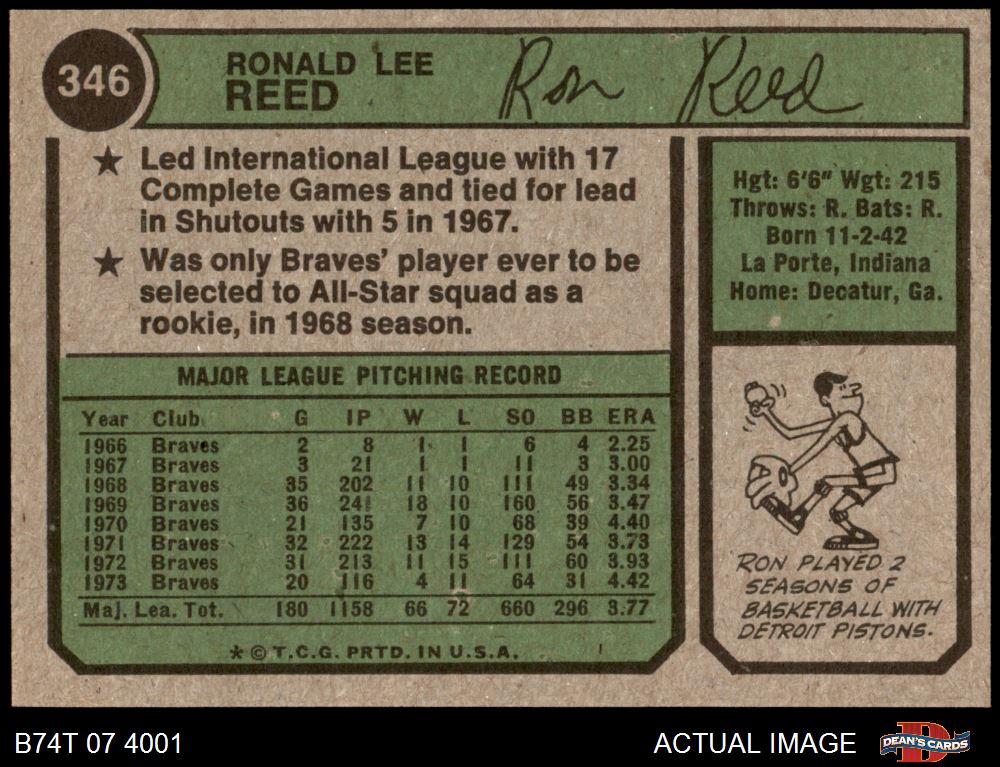 346
RONALD LEE
REED
Ron Reed
★ Led International League with 17
Complete Games and tied for lead
in Shutouts with 5 in 1967.
★ Was only Braves' player ever to be
selected to All-Star squad as a
rookie, in 1968 season.
Hgt: 6'6" Wgt: 215
Throws: R. Bats: R.
Born 11-2-42
La Porte, Indiana
Home: Decatur, Ga.
MAJOR LEAGUE PITCHING RECORD
Year Club G IP W L SO BB ERA
1966 Braves 2 8 1 1 6 4 2.25
1967 Braves 3 21 1 1 11 3 3.00
1968 Braves 35 202 11 10 111 49 3.34
1969 Braves 36 241 18 10 160 56 3.47
1970 Braves 21 135 7 10 68 39 4.40
1971 Braves 32 222 13 14 129 54 3.73
1972 Braves 31 213 11 15 111 60 3.93
1973 Braves 20 116 4 11 64 31 4.42
Maj. Lea. Tot. 180 1158 66 72 660 296 3.77
* © T.C.G. PRTD. IN U.S.A.
RON PLAYED 2
SEASONS OF
BASKETBALL WITH
DETROIT PISTONS.
B74T 07 4001
ACTUAL IMAGE
DEAN'S CARDS